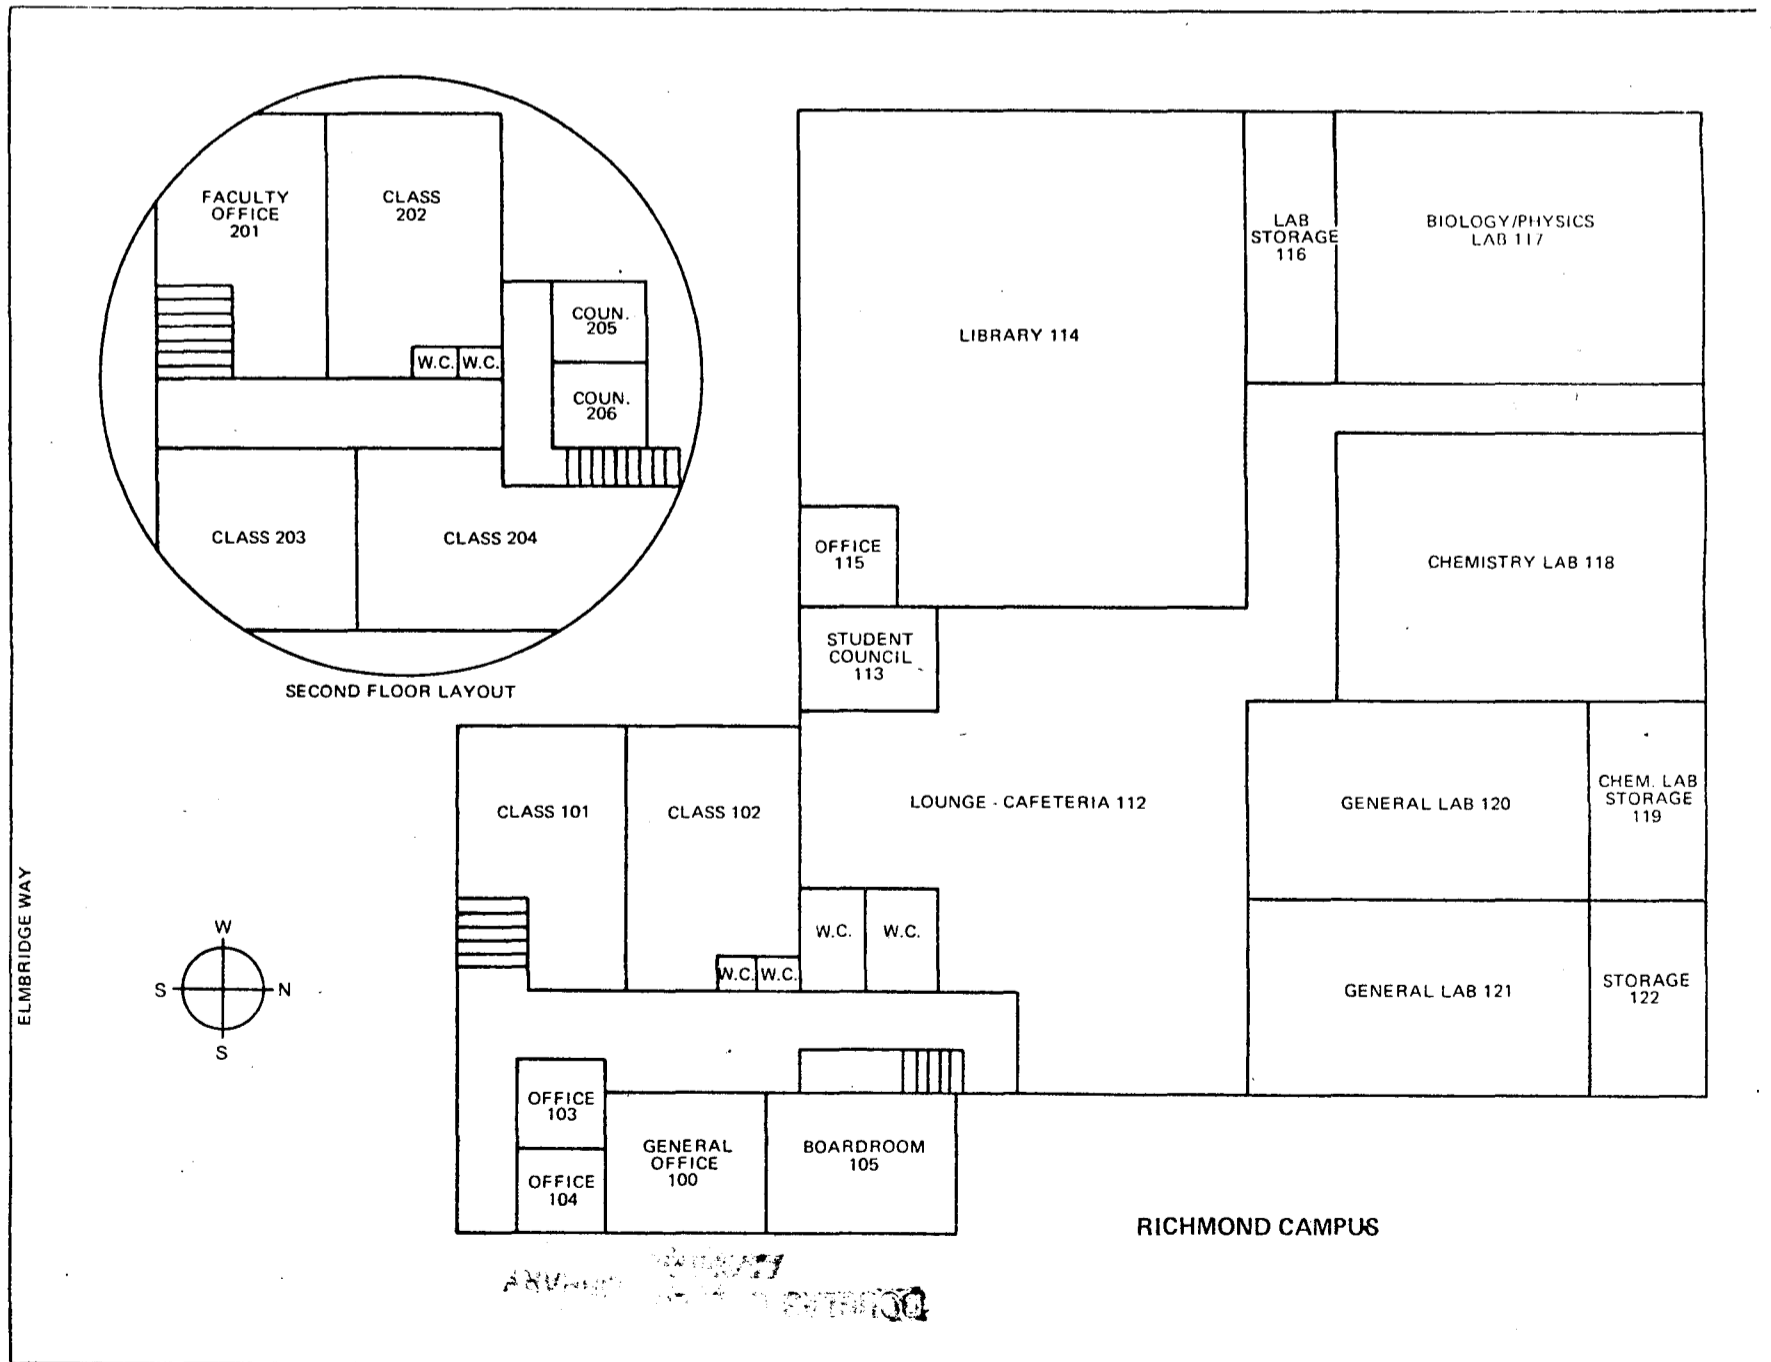 FACULTY
OFFICE
201
CLASS
202
COUN.
205
W.C. W.C.
COUN.
206
CLASS 203
CLASS 204
SECOND FLOOR LAYOUT
LIBRARY 114
LAB
STORAGE
116
BIOLOGY/PHYSICS
LAB 117
OFFICE
115
CHEMISTRY LAB 118
STUDENT
COUNCIL
113
CLASS 101
CLASS 102
LOUNGE - CAFETERIA 112
GENERAL LAB 120
CHEM. LAB
STORAGE
119
W.C. W.C.
W.C. W.C.
GENERAL LAB 121
STORAGE
122
ELMBRIDGE WAY
W
S N
S
OFFICE
103
OFFICE
104
GENERAL
OFFICE
100
BOARDROOM
105
RICHMOND CAMPUS